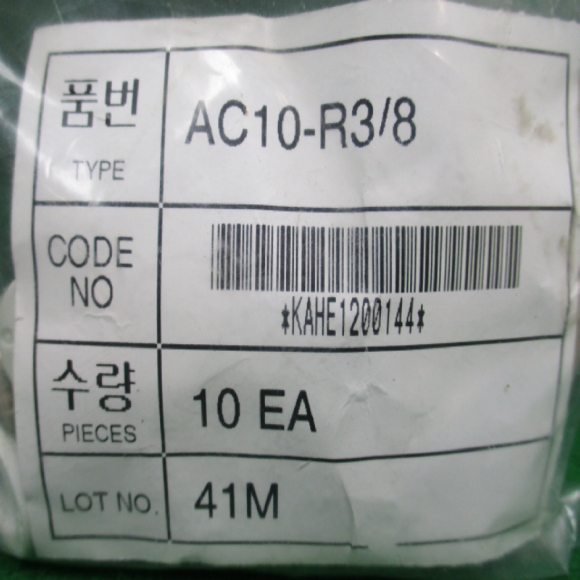 품번 AC10-R3/8
TYPE
CODE NO
*KAHE1200144*
수량 10 EA
PIECES
LOT NO. 41M